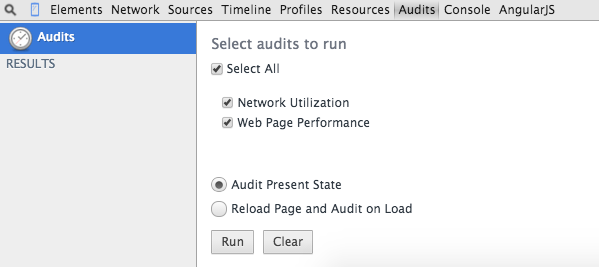 Elements Network Sources Timeline Profiles Resources Audits Console AngularJS
Audits
RESULTS
Select audits to run
Select All
Network Utilization
Web Page Performance
Audit Present State
Reload Page and Audit on Load
Run Clear